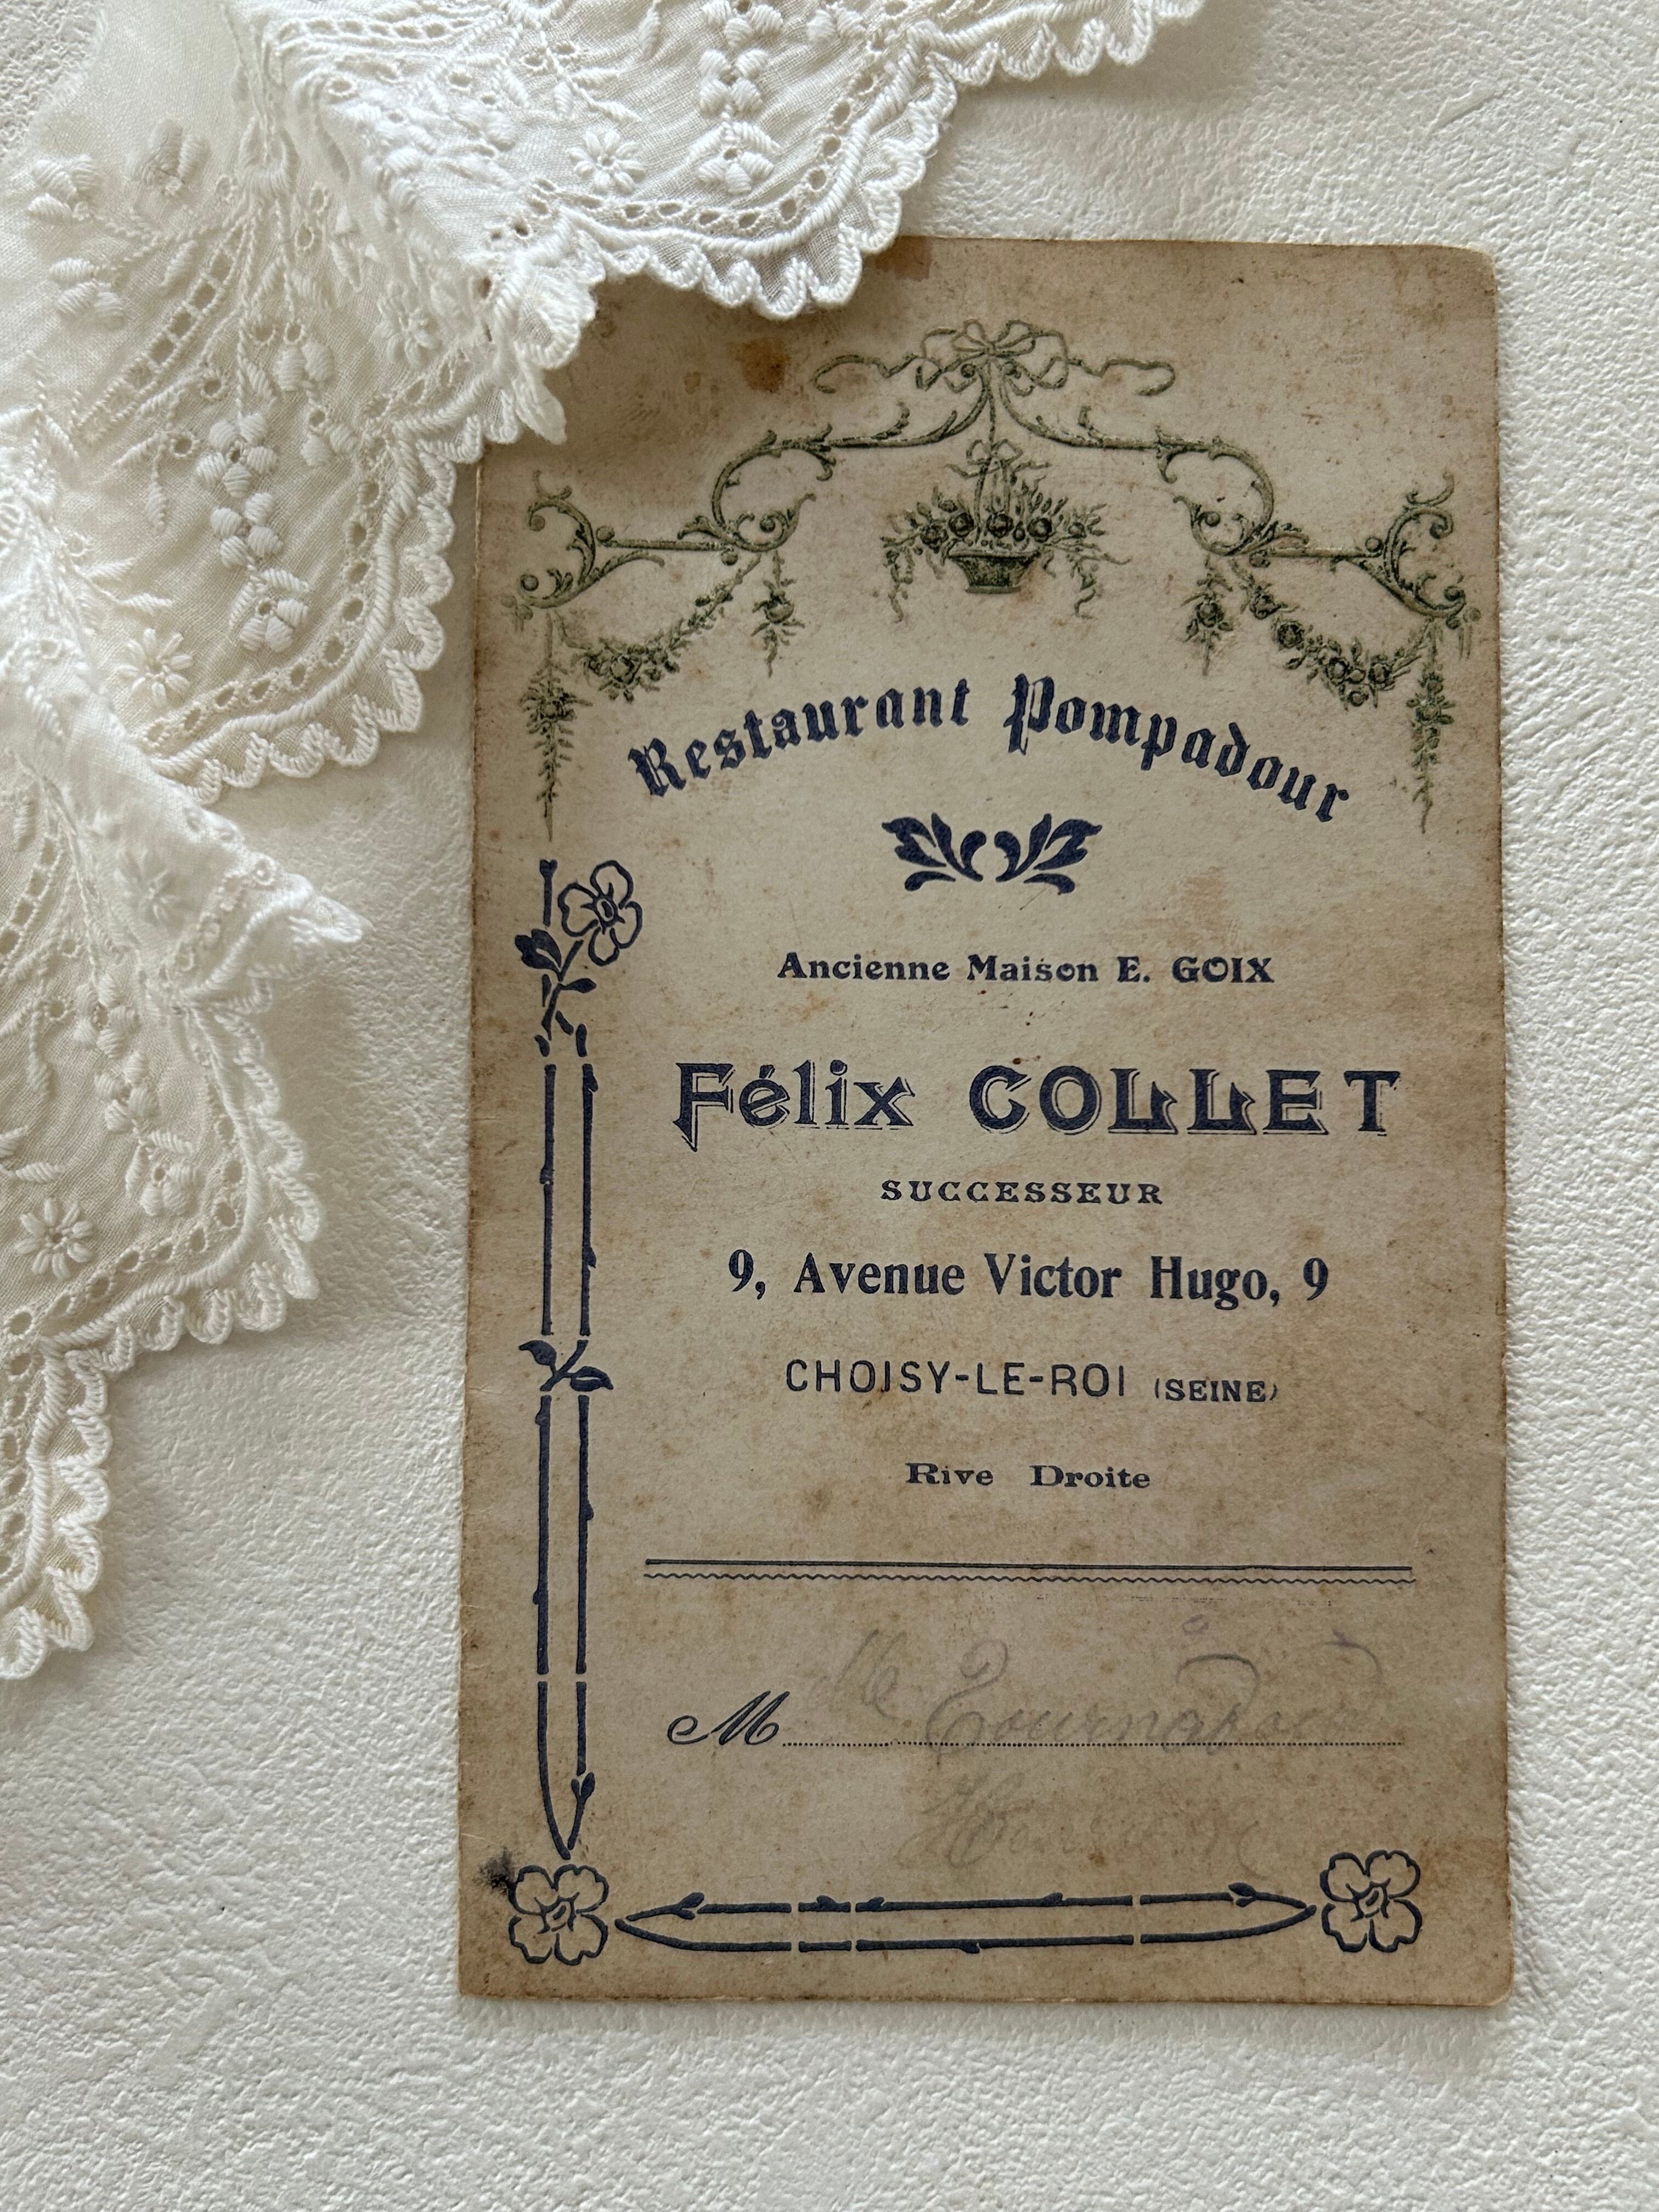 Restaurant Pompadour
Ancienne Maison E. GOIX
Félix COLLET
SUCCESSEUR
9, Avenue Victor Hugo, 9
CHOISY-LE-ROI (SEINE)
Rive Droite
M lle